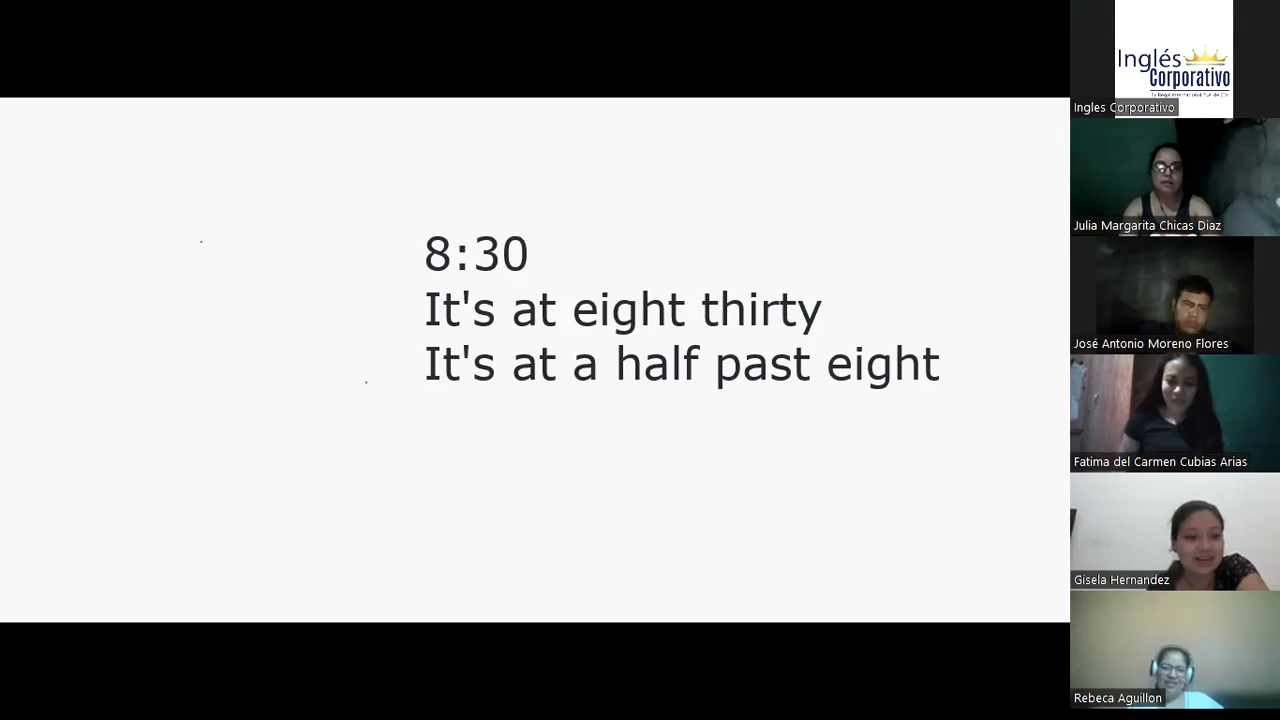 8:30
It's at eight thirty
It's at a half past eight
Inglés
Corporativo
Ingles Corporativo
Julia Margarita Chicas Diaz
José Antonio Moreno Flores
Fatima del Carmen Cubias Arias
Gisela Hernandez
Rebeca Aguillon